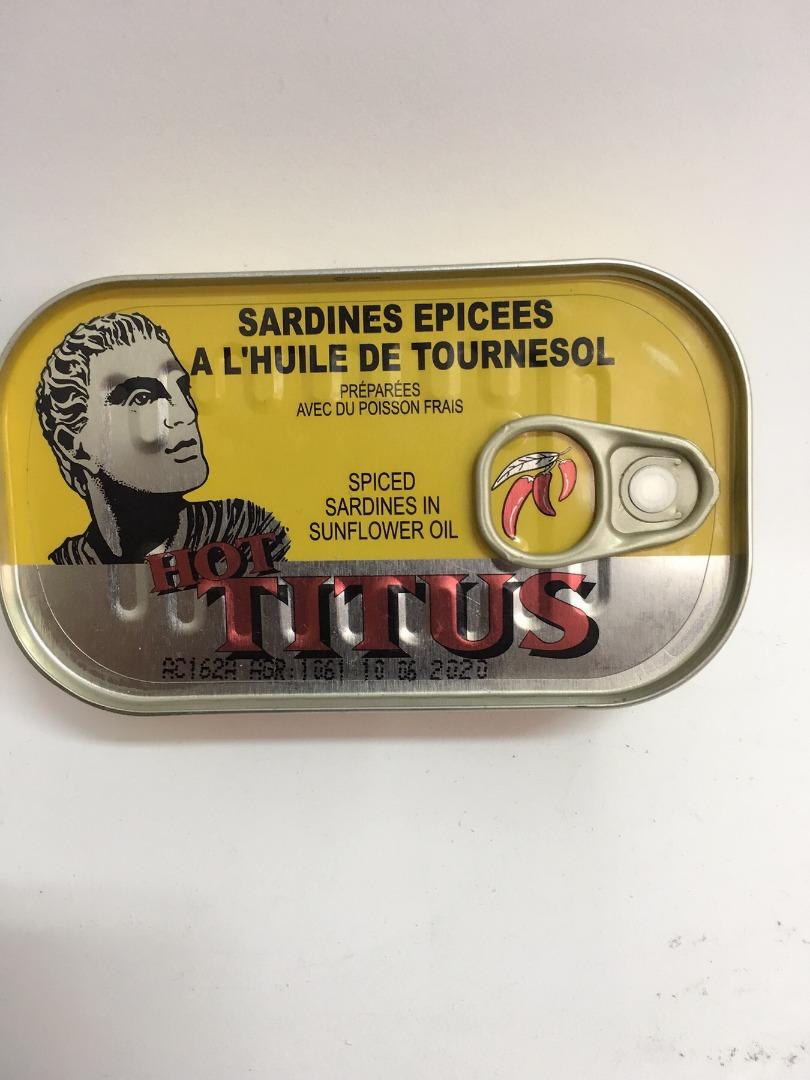 SARDINES EPICEES
A L'HUILE DE TOURNESOL
PRÉPARÉES
AVEC DU POISSON FRAIS
SPICED
SARDINES IN
SUNFLOWER OIL
HOT
TITUS
AC162A AGR:1061 10 06 2020